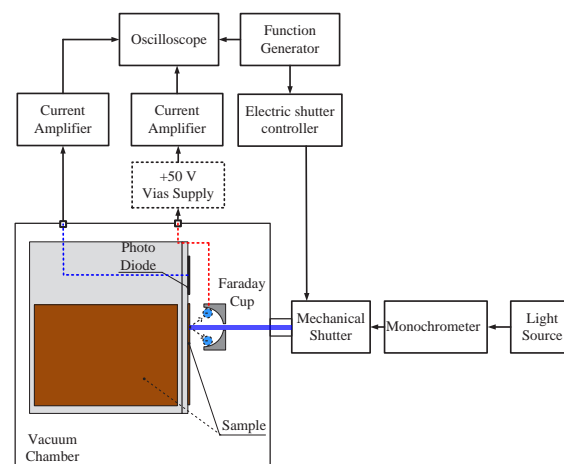 Oscilloscope
Function
Generator
Current
Amplifier
Current
Amplifier
Electric shutter
controller
+50 V
Vias Supply
Photo
Diode
Faraday
Cup
Mechanical
Shutter
Monochrometer
Light
Source
Sample
Vacuum
Chamber